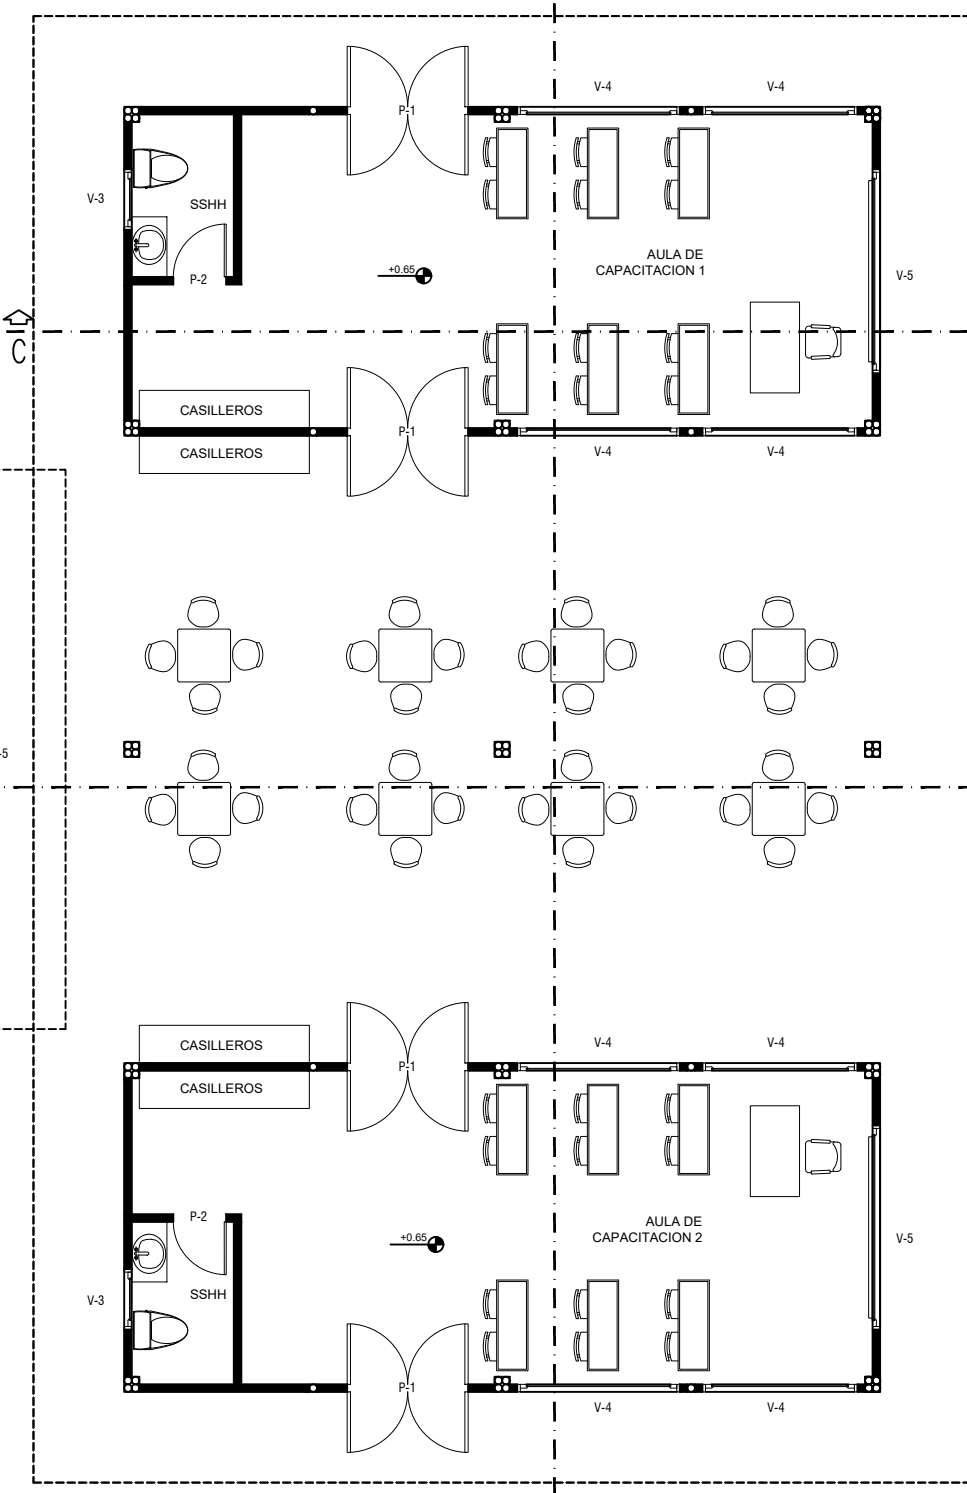 V-4
V-4
P-1
V-3
SSHH
AULA DE
CAPACITACION 1
+0.65
P-2
V-5
C
CASILLEROS
P-1
CASILLEROS
V-4
V-4
-5
CASILLEROS
V-4
V-4
P-1
CASILLEROS
P-2
AULA DE
CAPACITACION 2
+0.65
V-5
SSHH
V-3
P-1
V-4
V-4